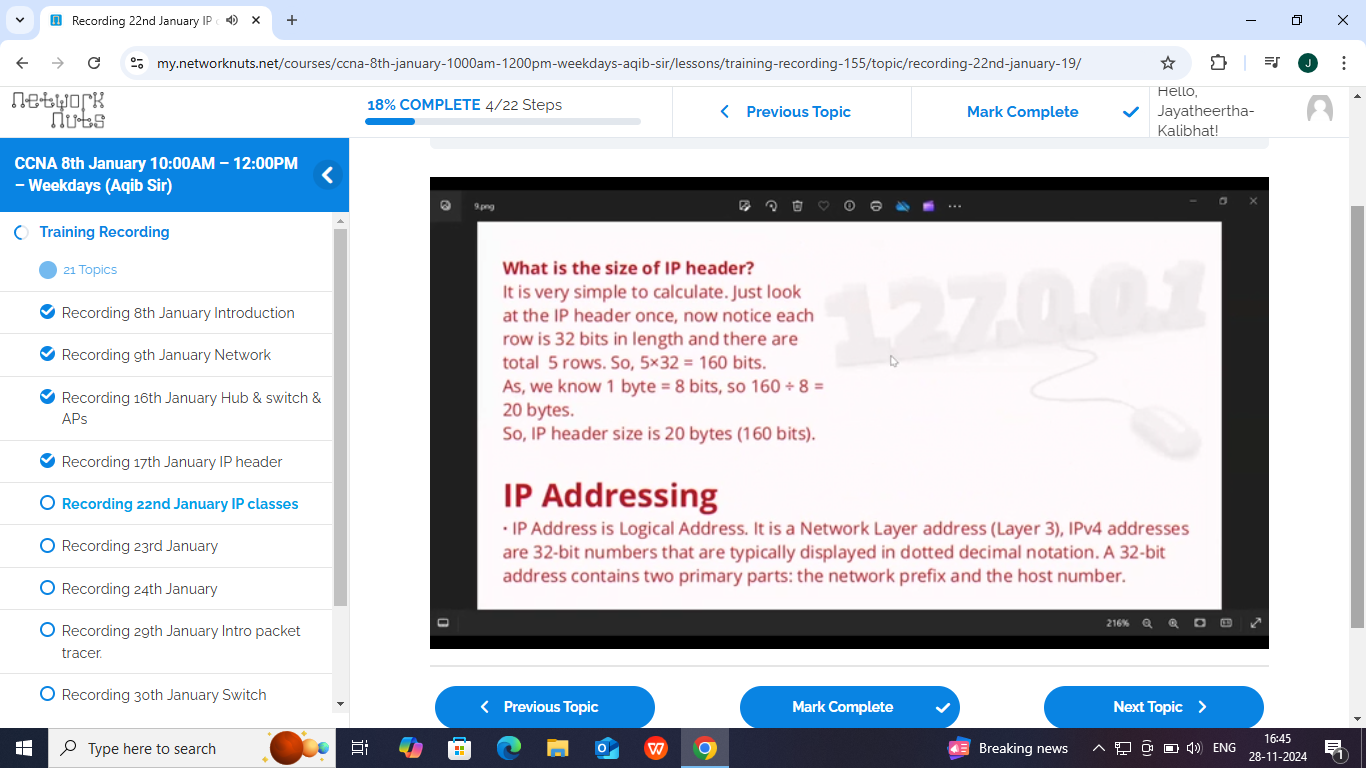 Recording 22nd January IP c
my.networknuts.net/courses/ccna-8th-january-1000am-1200pm-weekdays-aqib-sir/lessons/training-recording-155/topic/recording-22nd-january-19/
J
NETWORK
NUTS
18% COMPLETE 4/22 Steps
Previous Topic
Mark Complete
Hello,
Jayatheertha-
Kalibhat!
CCNA 8th January 10:00AM – 12:00PM
– Weekdays (Aqib Sir)
Training Recording
21 Topics
Recording 8th January Introduction
Recording 9th January Network
Recording 16th January Hub & switch &
APs
Recording 17th January IP header
Recording 22nd January IP classes
Recording 23rd January
Recording 24th January
Recording 29th January Intro packet
tracer.
Recording 30th January Switch
9.png
What is the size of IP header?
It is very simple to calculate. Just look
at the IP header once, now notice each
row is 32 bits in length and there are
total 5 rows. So, 5×32 = 160 bits.
As, we know 1 byte = 8 bits, so 160 ÷ 8 =
20 bytes.
So, IP header size is 20 bytes (160 bits).
127.0.0.1
IP Addressing
• IP Address is Logical Address. It is a Network Layer address (Layer 3), IPv4 addresses
are 32-bit numbers that are typically displayed in dotted decimal notation. A 32-bit
address contains two primary parts: the network prefix and the host number.
216%
Previous Topic
Mark Complete
Next Topic
Type here to search
Breaking news
ENG
16:45
28-11-2024
1